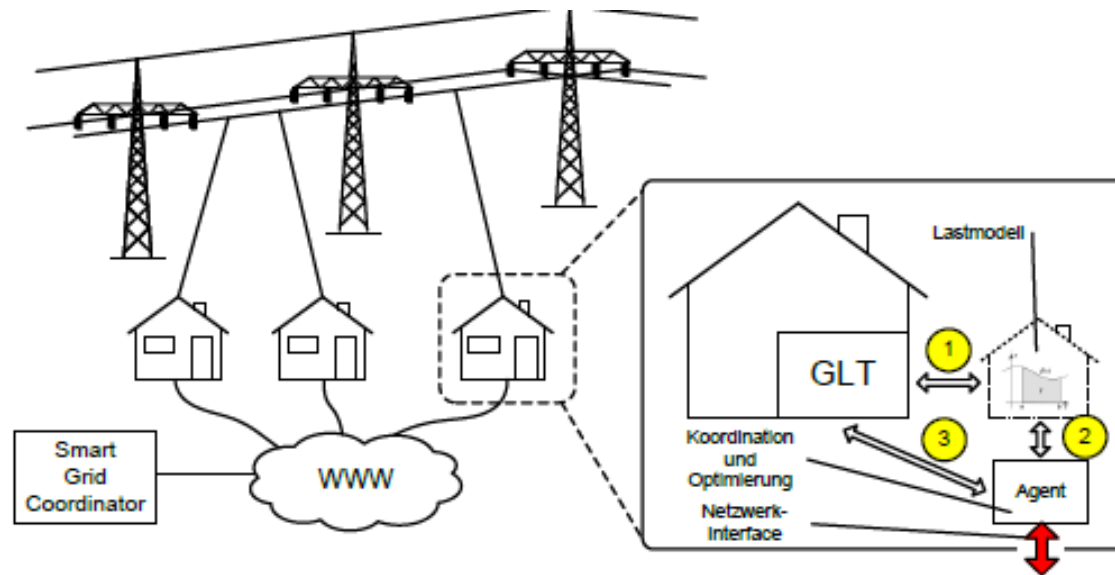 Lastmodell
1
GLT
3
2
Koordination
und
Optimierung
Agent
Netzwerk-
Interface
Smart
Grid
Coordinator
WWW